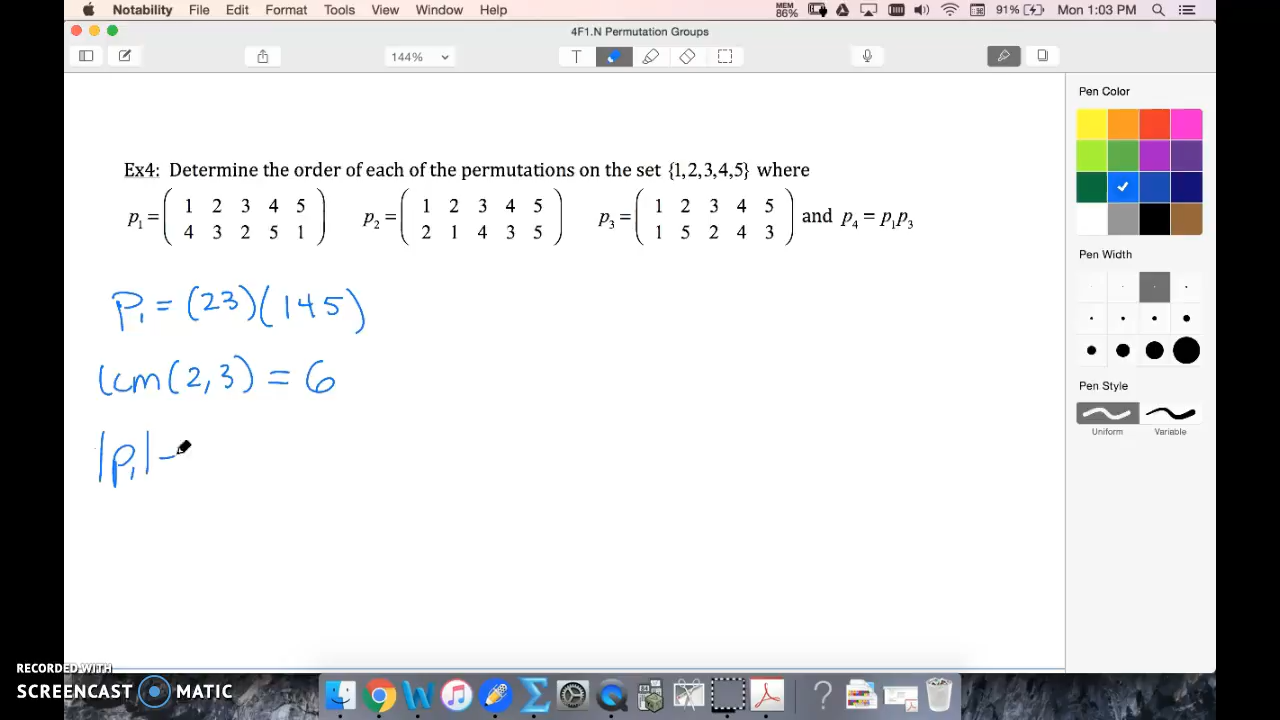 Notability File Edit Format Tools View Window Help MEM 86% 91% Mon 1:03 PM
4F1.N Permutation Groups
144% T
Pen Color
Ex4: Determine the order of each of the permutations on the set {1,2,3,4,5} where
p₁ = ( 1 2 3 4 5 / 4 3 2 5 1 ) p₂ = ( 1 2 3 4 5 / 2 1 4 3 5 ) p₃ = ( 1 2 3 4 5 / 1 5 2 4 3 ) and p₄ = p₁p₃
Pen Width
p₁ = (23)(145)
lcm(2,3) = 6
|p₁| -
Pen Style
Uniform Variable
RECORDED WITH
SCREENCAST MATIC